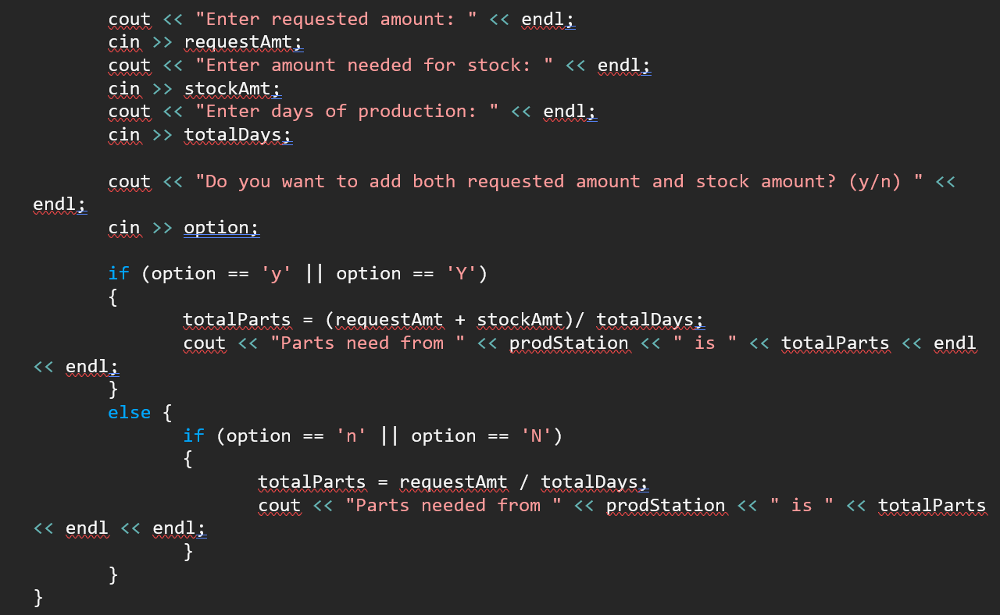 cout << "Enter requested amount: " << endl;
cin >> requestAmt;
cout << "Enter amount needed for stock: " << endl;
cin >> stockAmt;
cout << "Enter days of production: " << endl;
cin >> totalDays;
cout << "Do you want to add both requested amount and stock amount? (y/n) " <<
endl;
cin >> option;
if (option == 'y' || option == 'Y')
{
totalParts = (requestAmt + stockAmt)/ totalDays;
cout << "Parts need from " << prodStation << " is " << totalParts << endl
<< endl;
}
else {
if (option == 'n' || option == 'N')
{
totalParts = requestAmt / totalDays;
cout << "Parts needed from " << prodStation << " is " << totalParts
<< endl << endl;
}
}
}